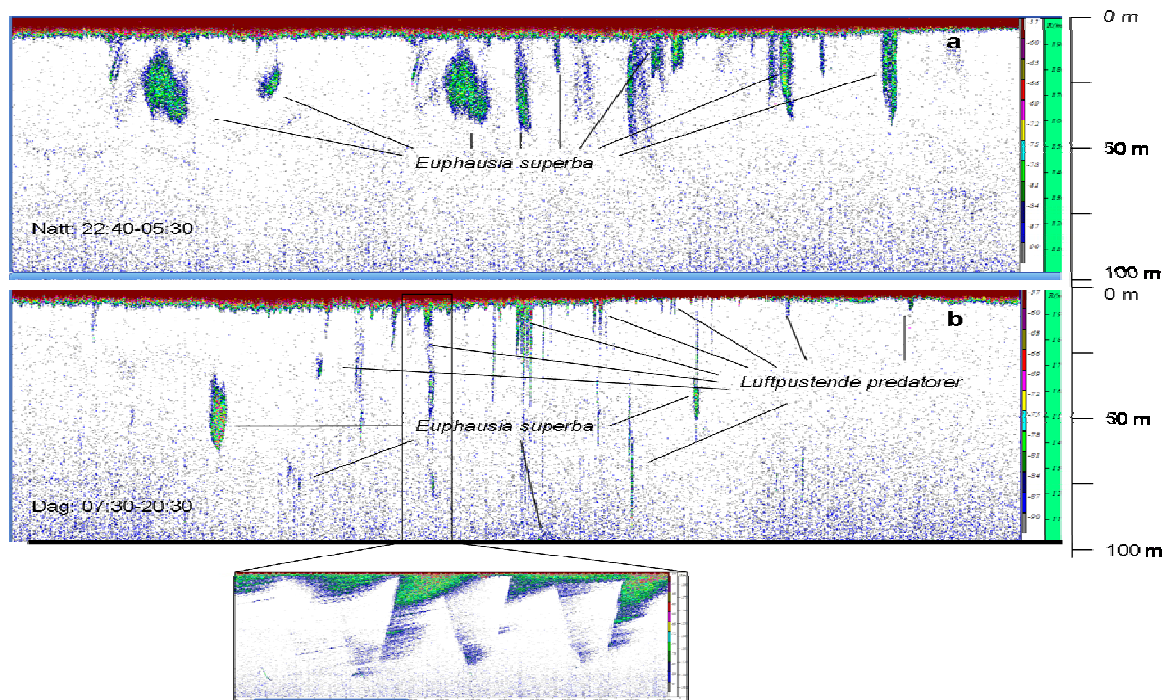 0 m
a
Euphausia superba
50 m
Natt: 22:40-05:30
100 m
0 m
b
Luftpustende predatorer
Euphausia superba
50 m
Dag: 07:30-20:30
100 m